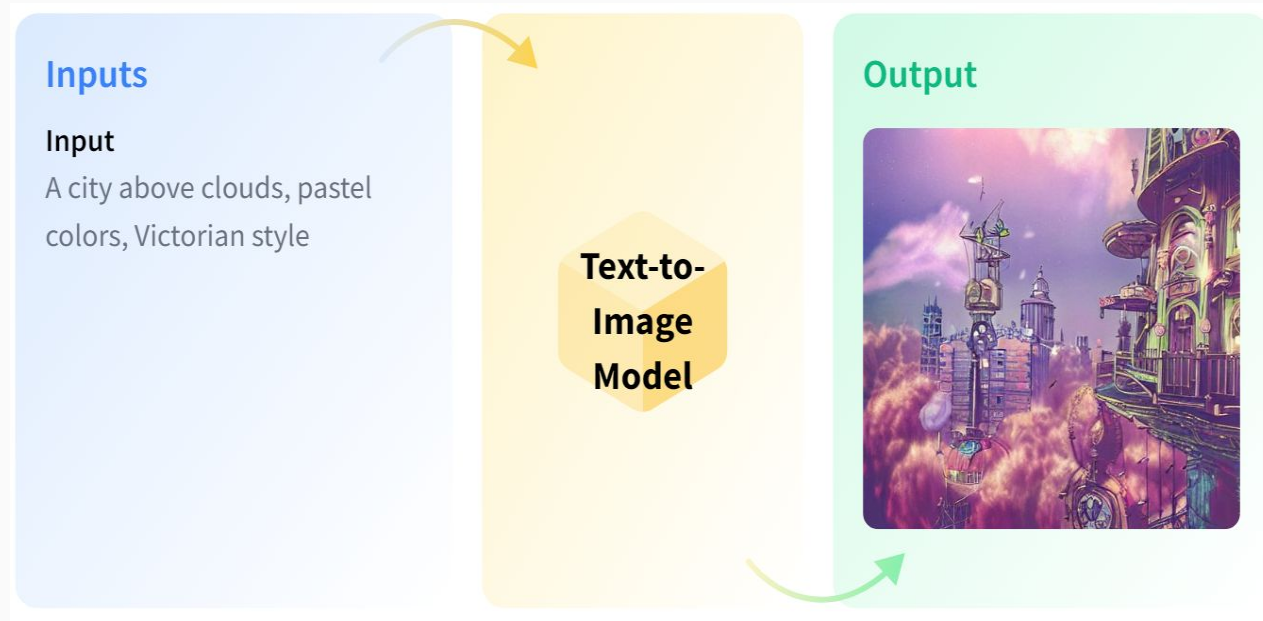 Inputs
Input
A city above clouds, pastel
colors, Victorian style
Text-to-
Image
Model
Output